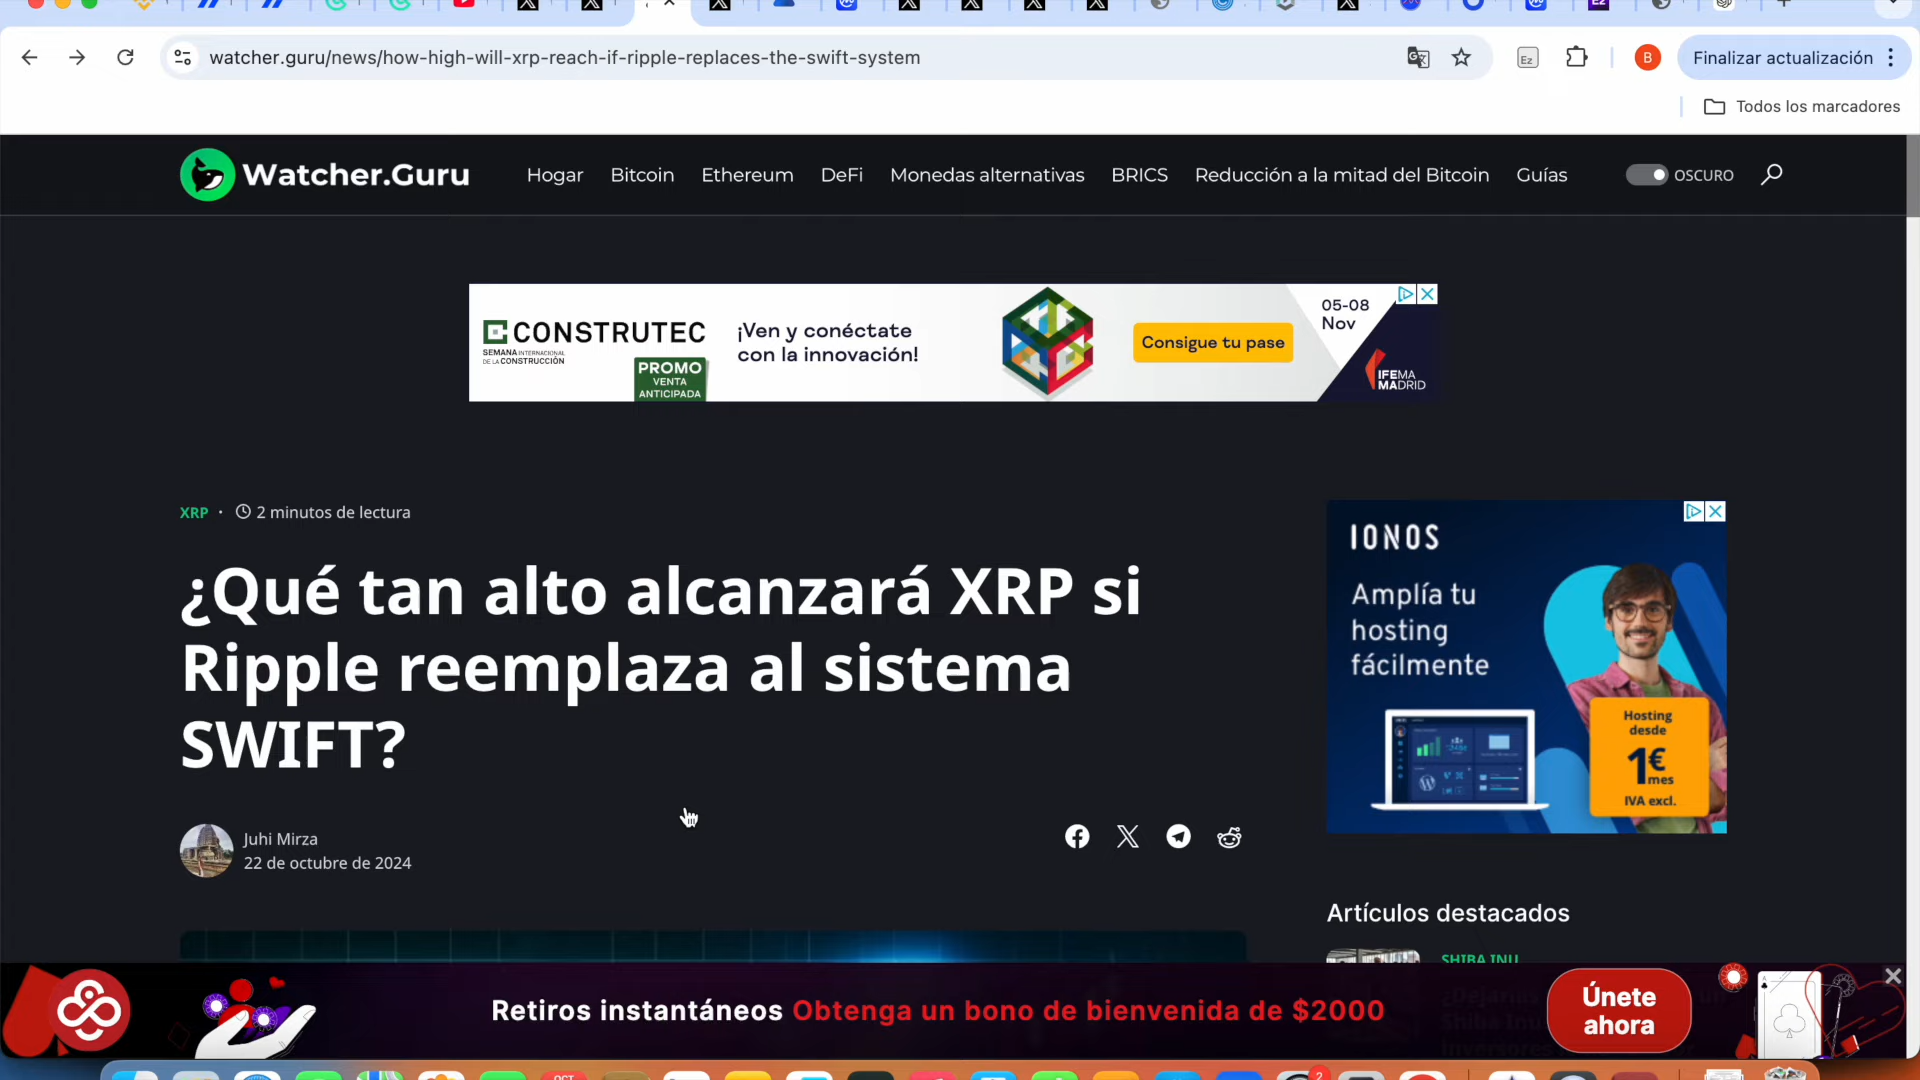 watcher.guru/news/how-high-will-xrp-reach-if-ripple-replaces-the-swift-system
Ez
B
Finalizar actualización
Todos los marcadores
Watcher.Guru
Hogar
Bitcoin
Ethereum
DeFi
Monedas alternativas
BRICS
Reducción a la mitad del Bitcoin
Guías
OSCURO
CONSTRUTEC
SEMANA INTERNACIONAL
DE LA CONSTRUCCIÓN
PROMO
VENTA
ANTICIPADA
¡Ven y conéctate
con la innovación!
Consigue tu pase
05-08
Nov
IFEMA
MADRID
XRP · 2 minutos de lectura
¿Qué tan alto alcanzará XRP si
Ripple reemplaza al sistema
SWIFT?
Juhi Mirza
22 de octubre de 2024
IONOS
Amplía tu
hosting
fácilmente
Hosting
desde
1€
mes
IVA excl.
Artículos destacados
SHIBA INU
Retiros instantáneos Obtenga un bono de bienvenida de $2000
Únete
ahora
OCT
2